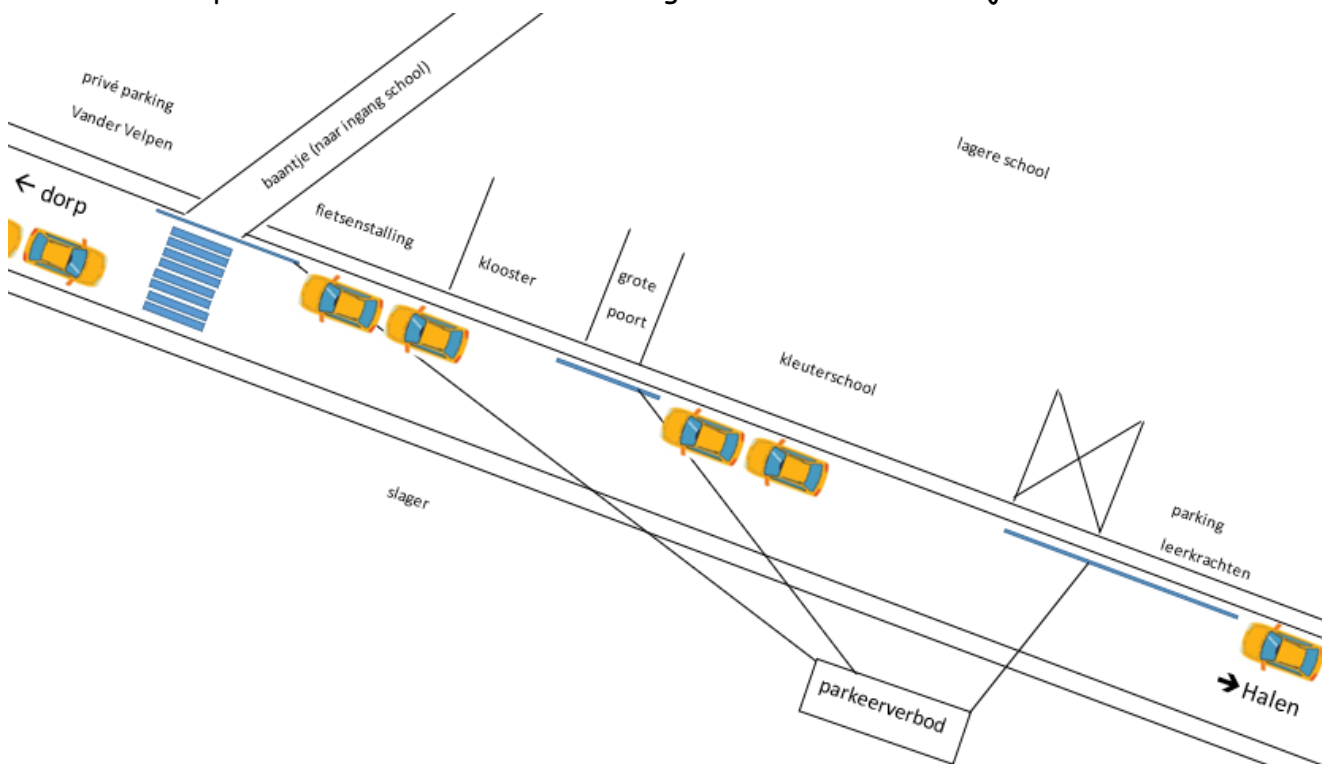 privé parking
Vander Velpen
← dorp
baantje (naar ingang school)
fietsenstalling
klooster
grote
poort
kleuterschool
lagere school
slager
parking
leerkrachten
parkeerverbod
→ Halen